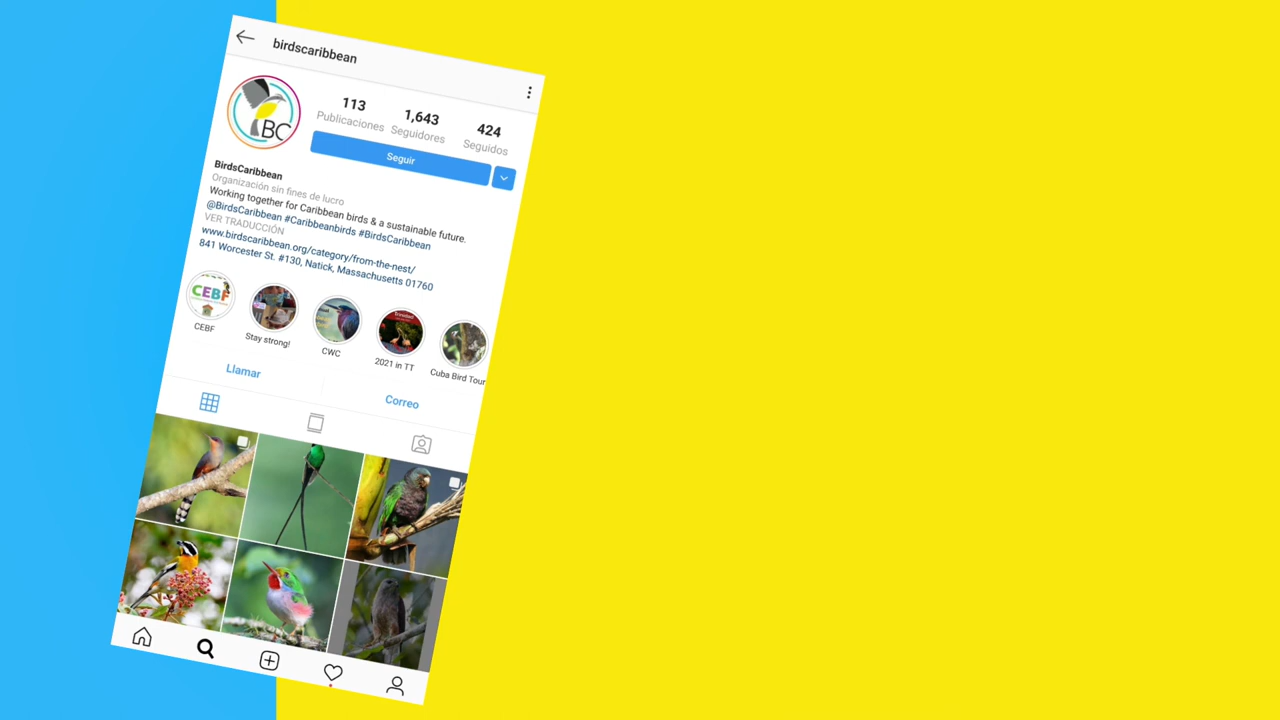 birdscaribbean
BC
113
Publicaciones
1,643
Seguidores
424
Seguidos
Seguir
BirdsCaribbean
Organización sin fines de lucro
Working together for Caribbean birds & a sustainable future.
@BirdsCaribbean #Caribbeanbirds #BirdsCaribbean
VER TRADUCCIÓN
www.birdscaribbean.org/category/from-the-nest/
841 Worcester St. #130, Natick, Massachusetts 01760
CEBF
CEBF
Stay strong!
CWC
Trinidad
2021 in TT
Cuba Bird Tour
Llamar
Correo